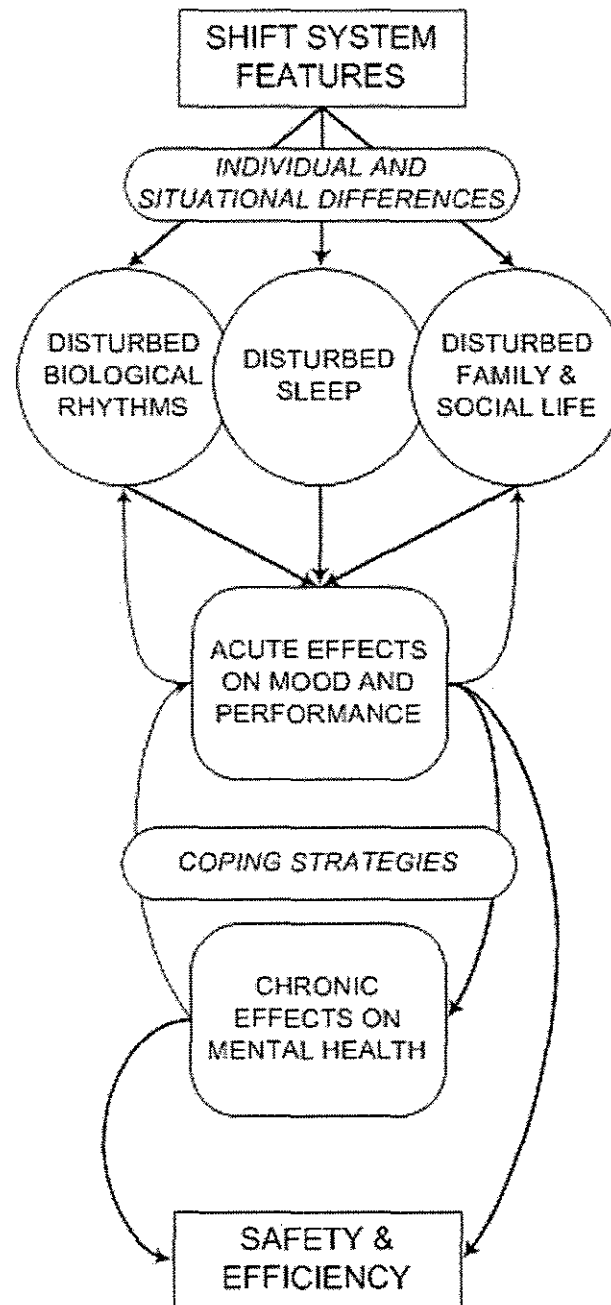 SHIFT SYSTEM
FEATURES
INDIVIDUAL AND
SITUATIONAL DIFFERENCES
DISTURBED
BIOLOGICAL
RHYTHMS
DISTURBED
SLEEP
DISTURBED
FAMILY &
SOCIAL LIFE
ACUTE EFFECTS
ON MOOD AND
PERFORMANCE
COPING STRATEGIES
CHRONIC
EFFECTS ON
MENTAL HEALTH
SAFETY &
EFFICIENCY